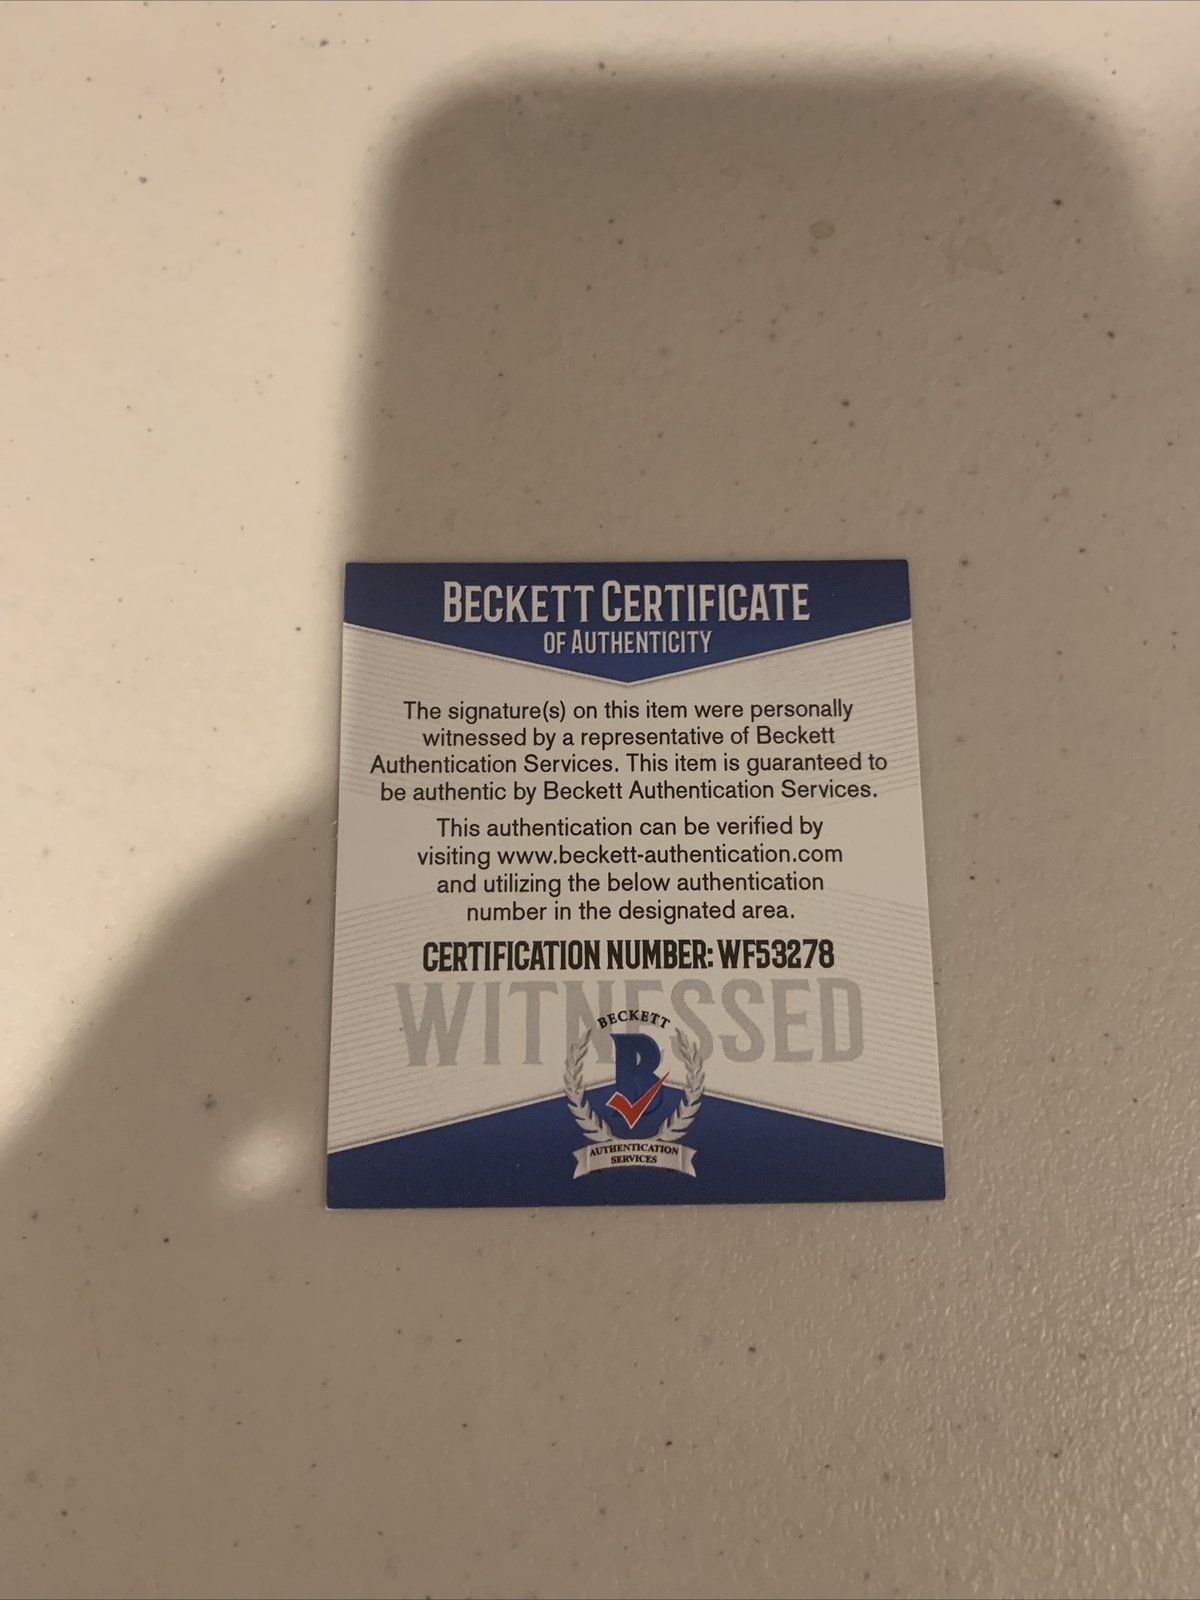 BECKETT CERTIFICATE
OF AUTHENTICITY
The signature(s) on this item were personally
witnessed by a representative of Beckett
Authentication Services. This item is guaranteed to
be authentic by Beckett Authentication Services.
This authentication can be verified by
visiting www.beckett-authentication.com
and utilizing the below authentication
number in the designated area.
CERTIFICATION NUMBER: WF53278
WITNESSED
BECKETT
B
AUTHENTICATION
SERVICES